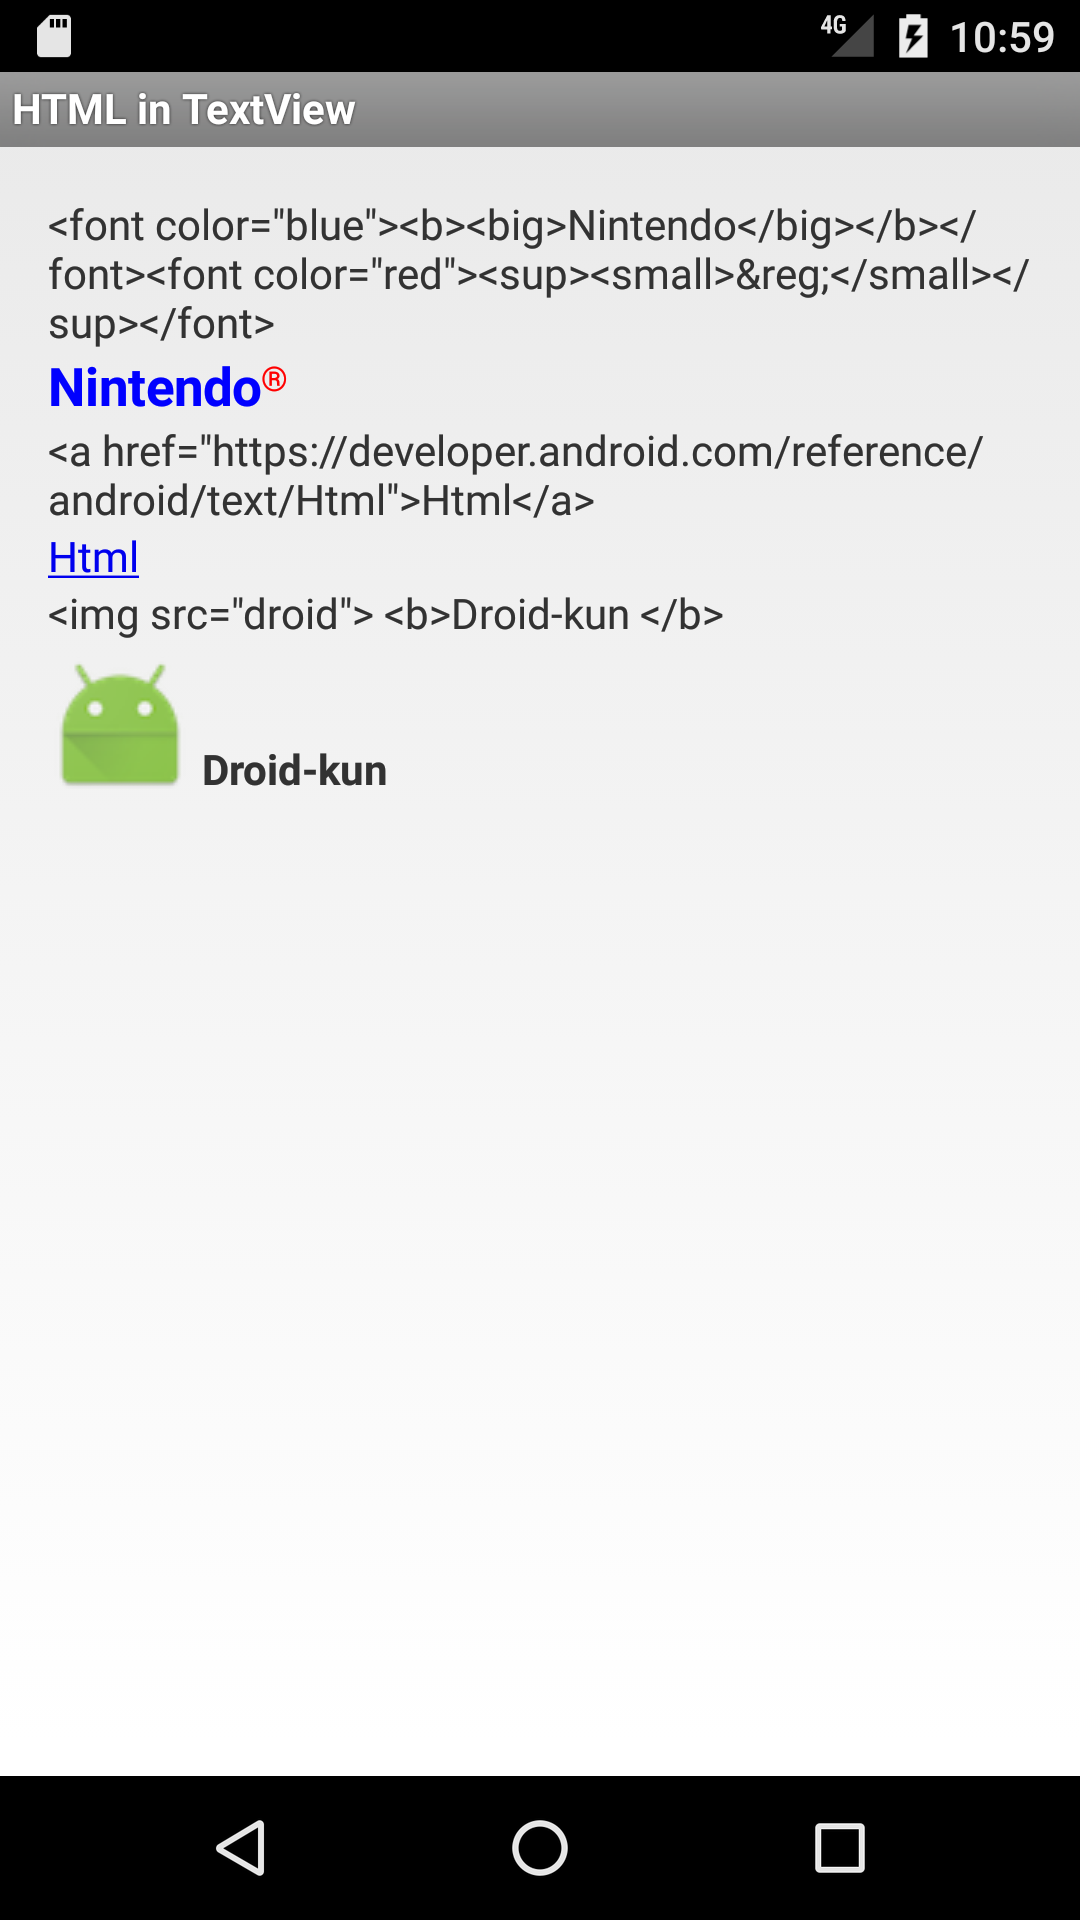 4G 10:59
HTML in TextView
<font color="blue"><b><big>Nintendo</big></b></
font><font color="red"><sup><small>&reg;</small></
sup></font>
Nintendo®
<a href="https://developer.android.com/reference/
android/text/Html">Html</a>
Html
<img src="droid"> <b>Droid-kun </b>
Droid-kun